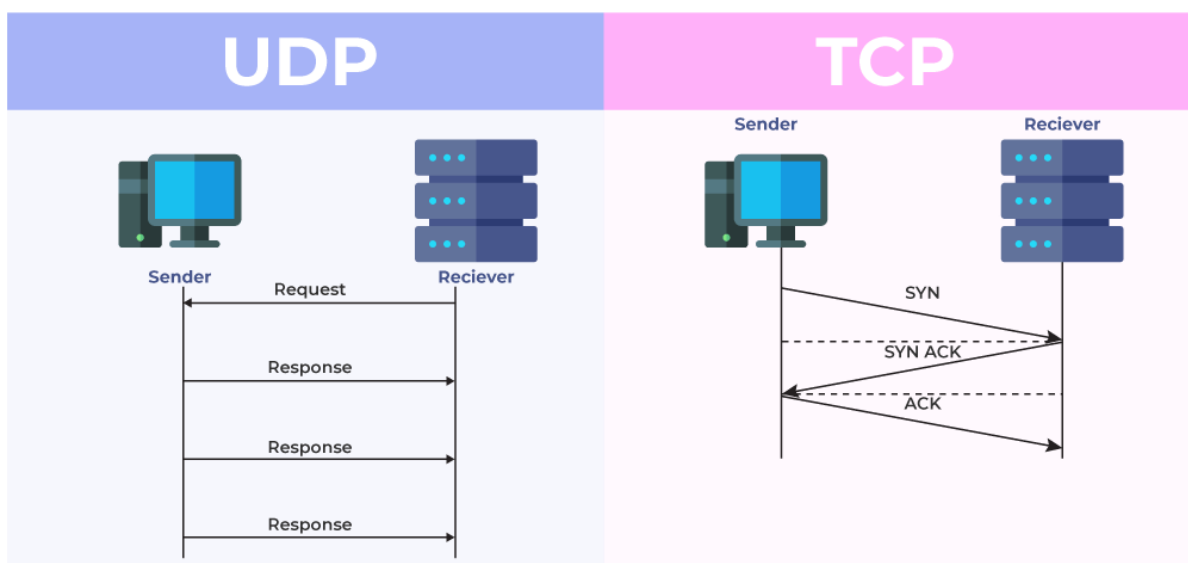 UDP
Sender
Reciever
Request
Response
Response
Response
TCP
Sender
Reciever
SYN
SYN ACK
ACK